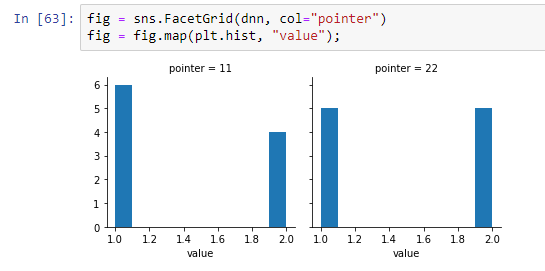 In [63]: fig = sns.FacetGrid(dnn, col="pointer")
fig = fig.map(plt.hist, "value");
pointer = 11 pointer = 22
6
5
4
3
2
1
0
1.0 1.2 1.4 1.6 1.8 2.0 1.0 1.2 1.4 1.6 1.8 2.0
value value